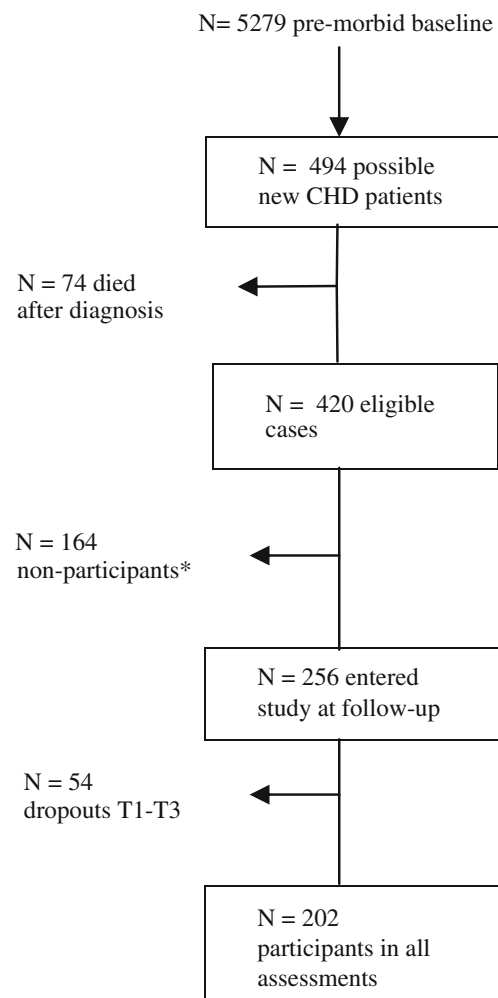 N= 5279 pre-morbid baseline
N = 494 possible
new CHD patients
N = 74 died
after diagnosis
N = 420 eligible
cases
N = 164
non-participants*
N = 256 entered
study at follow-up
N = 54
dropouts T1-T3
N = 202
participants in all
assessments